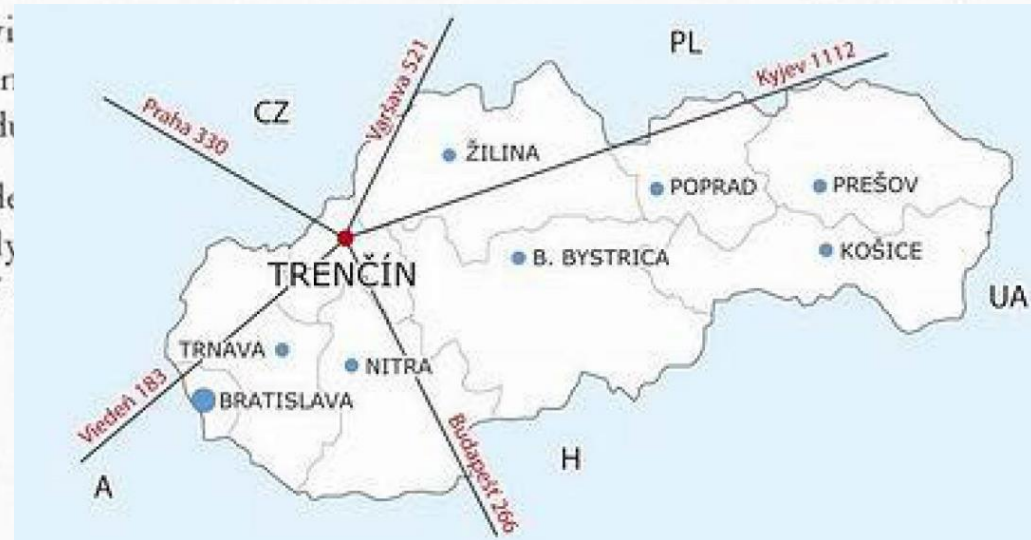 PL
Kyjev 1112
Varšava 521
CZ
Praha 330
ŽILINA
POPRAD
PREŠOV
B. BYSTRICA
KOŠICE
TRENČÍN
UA
TRNAVA
NITRA
Viedeň 183
BRATISLAVA
Budapešť 266
H
A